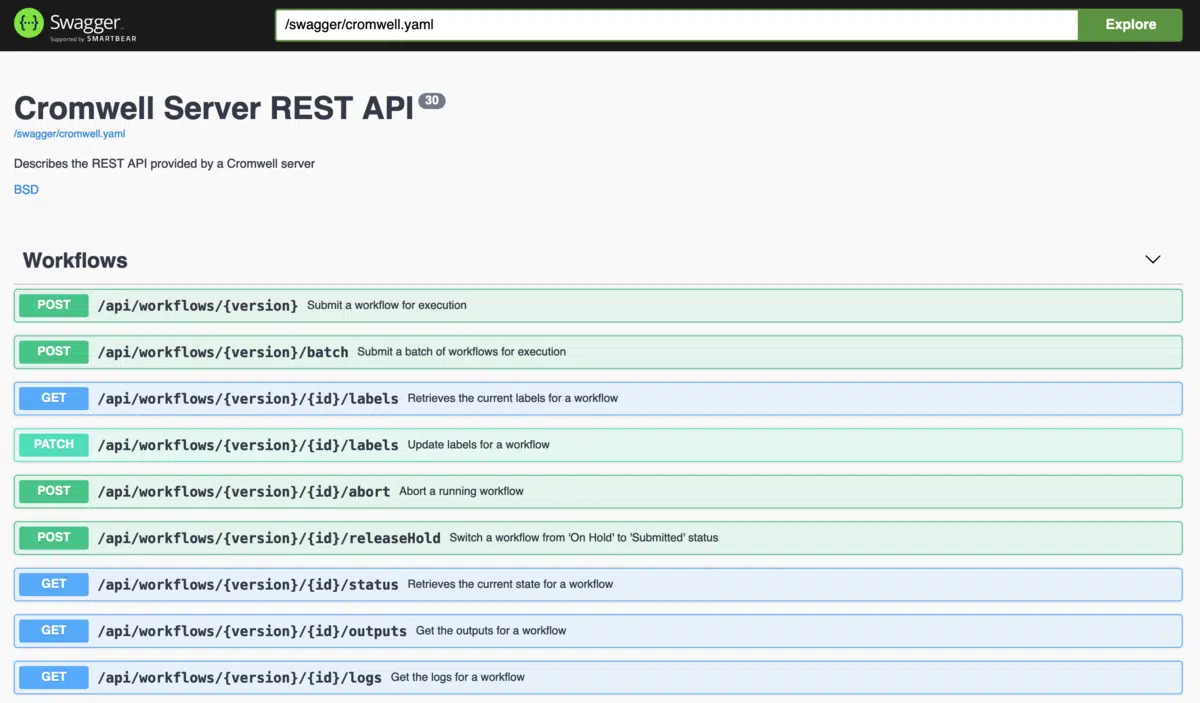 Swagger.
Supported by SMARTBEAR
/swagger/cromwell.yaml
Explore
Cromwell Server REST API 30
/swagger/cromwell.yaml
Describes the REST API provided by a Cromwell server
BSD
Workflows
POST /api/workflows/{version} Submit a workflow for execution
POST /api/workflows/{version}/batch Submit a batch of workflows for execution
GET /api/workflows/{version}/{id}/labels Retrieves the current labels for a workflow
PATCH /api/workflows/{version}/{id}/labels Update labels for a workflow
POST /api/workflows/{version}/{id}/abort Abort a running workflow
POST /api/workflows/{version}/{id}/releaseHold Switch a workflow from 'On Hold' to 'Submitted' status
GET /api/workflows/{version}/{id}/status Retrieves the current state for a workflow
GET /api/workflows/{version}/{id}/outputs Get the outputs for a workflow
GET /api/workflows/{version}/{id}/logs Get the logs for a workflow